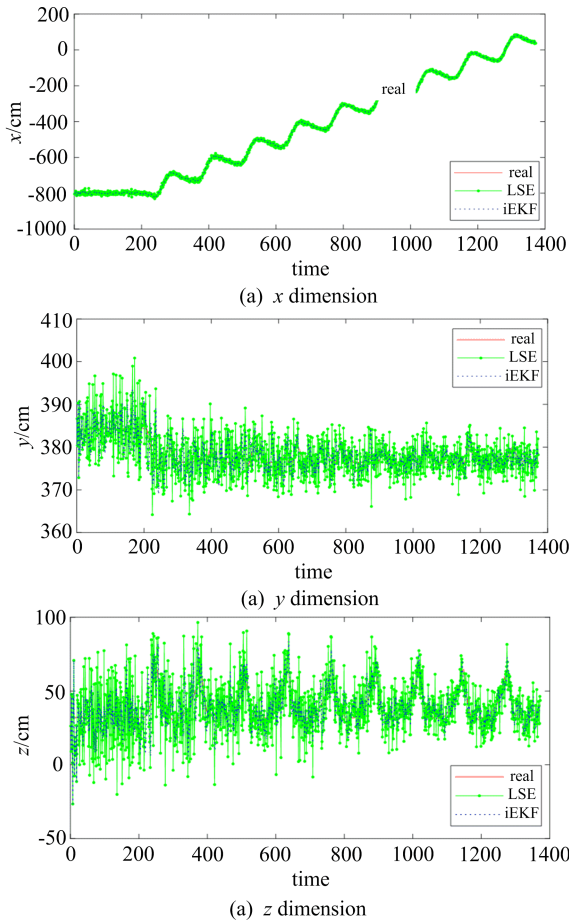 0
-200
-400
-600
-800
-1000
x/cm
real
real
LSE
iEKF
0 200 400 600 800 1000 1200 1400
time
(a) x dimension
410
400
390
380
370
360
y/cm
real
LSE
iEKF
0 200 400 600 800 1000 1200 1400
time
(a) y dimension
100
50
0
-50
z/cm
real
LSE
iEKF
0 200 400 600 800 1000 1200 1400
time
(a) z dimension